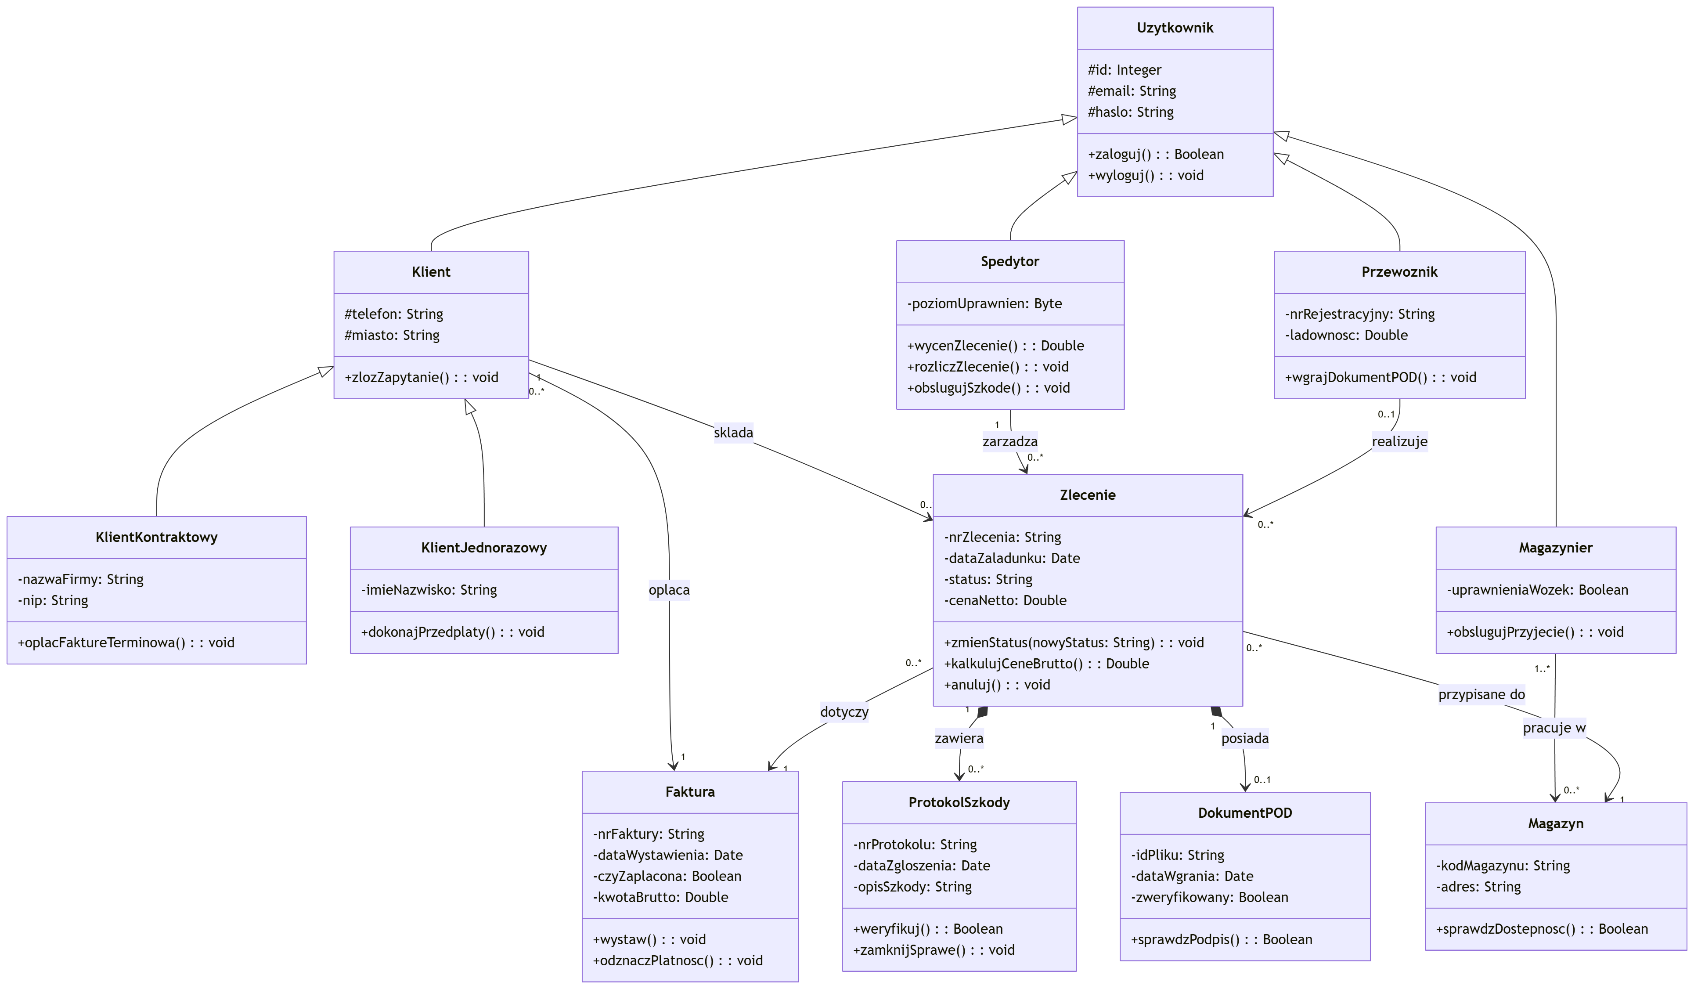 Uzytkownik
#id: Integer
#email: String
#haslo: String
+zaloguj() : : Boolean
+wyloguj() : : void
Klient
#telefon: String
#miasto: String
+zlozZapytanie() : : void
Spedytor
-poziomUprawnien: Byte
+wycenZlecenie() : : Double
+rozliczZlecenie() : : void
+obslugujSzkode() : : void
Przewoznik
-nrRejestracyjny: String
-ladownosc: Double
+wgrajDokumentPOD() : : void
1
0..*
sklada
0..
1
zarzadza
0..*
0..1
realizuje
0..*
KlientKontraktowy
-nazwaFirmy: String
-nip: String
+oplacFaktureTerminowa() : : void
KlientJednorazowy
-imieNazwisko: String
+dokonajPrzedplaty() : : void
oplaca
1
Zlecenie
-nrZlecenia: String
-dataZaladunku: Date
-status: String
-cenaNetto: Double
+zmienStatus(nowyStatus: String) : : void
+kalkulujCeneBrutto() : : Double
+anuluj() : : void
Magazynier
-uprawnieniaWozek: Boolean
+obslugujPrzyjecie() : : void
0..*
dotyczy
1
1
zawiera
0..*
1
posiada
0..1
0..*
przypisane do
1
1..*
pracuje w
0..*
Faktura
-nrFaktury: String
-dataWystawienia: Date
-czyZaplacona: Boolean
-kwotaBrutto: Double
+wystaw() : : void
+odznaczPlatnosc() : : void
ProtokolSzkody
-nrProtokolu: String
-dataZgloszenia: Date
-opisSzkody: String
+weryfikuj() : : Boolean
+zamknijSprawe() : : void
DokumentPOD
-idPliku: String
-dataWgrania: Date
-zweryfikowany: Boolean
+sprawdzPodpis() : : Boolean
Magazyn
-kodMagazynu: String
-adres: String
+sprawdzDostepnosc() : : Boolean